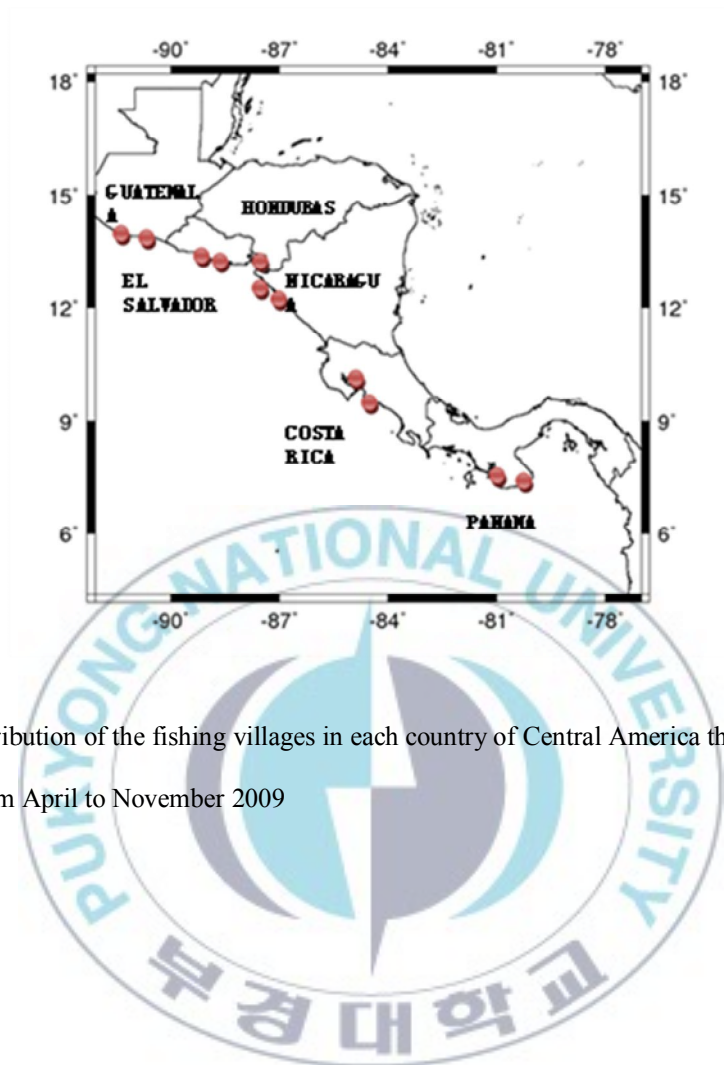 -90° -87° -84° -81° -78°
18° 18°
15° 15°
GUATEMAL
A
HONDURAS
EL
SALVADOR
NICARAGU
A
12° 12°
9° 9°
COSTA
RICA
PANAMA
6° 6°
-90° -87° -84° -81° -78°
PUKYONG NATIONAL UNIVERSITY
ribution of the fishing villages in each country of Central America th
m April to November 2009
부경대학교